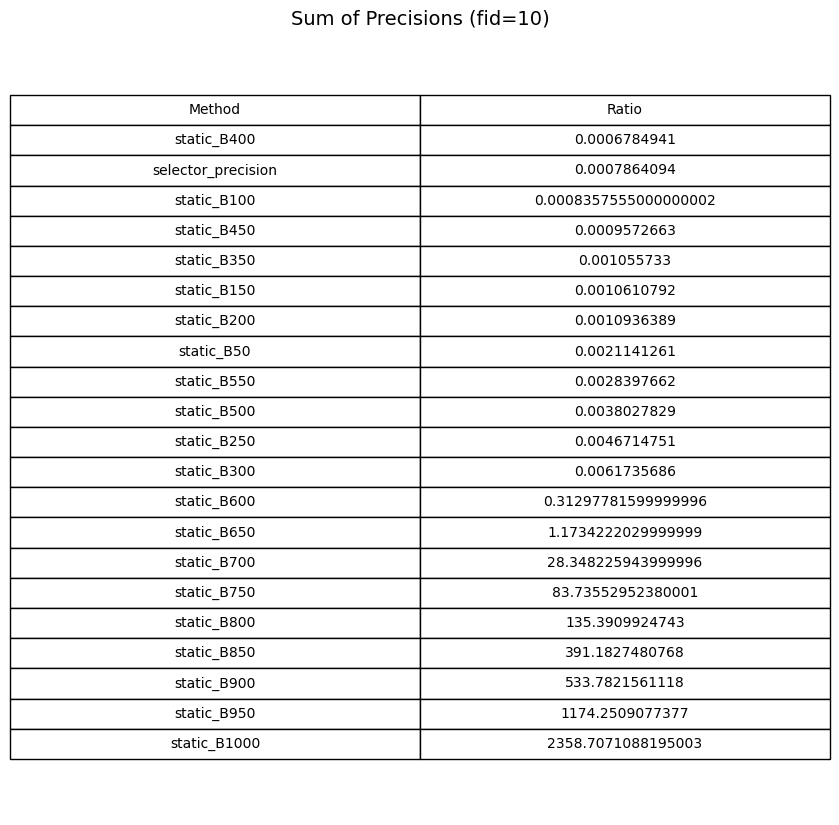 Sum of Precisions (fid=10)
Method Ratio
static_B400 0.0006784941
selector_precision 0.0007864094
static_B100 0.0008357555000000002
static_B450 0.0009572663
static_B350 0.001055733
static_B150 0.0010610792
static_B200 0.0010936389
static_B50 0.0021141261
static_B550 0.0028397662
static_B500 0.0038027829
static_B250 0.0046714751
static_B300 0.0061735686
static_B600 0.31297781599999996
static_B650 1.1734222029999999
static_B700 28.348225943999996
static_B750 83.73552952380001
static_B800 135.3909924743
static_B850 391.1827480768
static_B900 533.7821561118
static_B950 1174.2509077377
static_B1000 2358.7071088195003